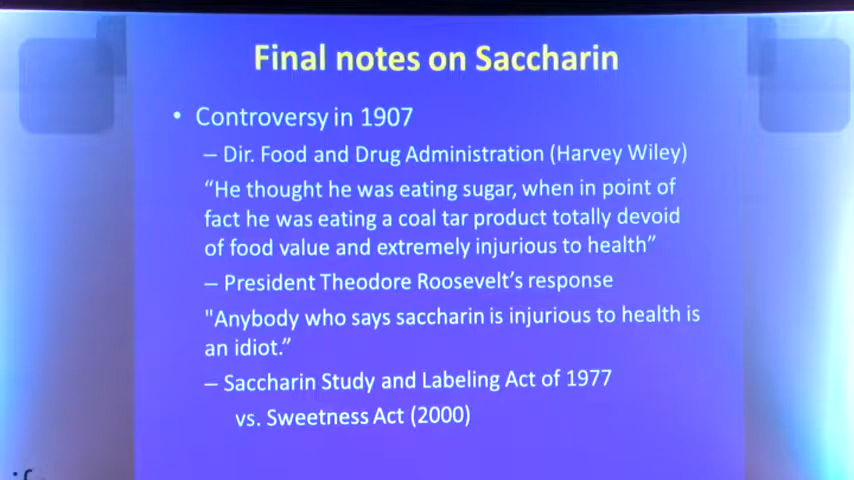 Final notes on Saccharin
• Controversy in 1907
– Dir. Food and Drug Administration (Harvey Wiley)
“He thought he was eating sugar, when in point of
fact he was eating a coal tar product totally devoid
of food value and extremely injurious to health”
– President Theodore Roosevelt’s response
"Anybody who says saccharin is injurious to health is
an idiot.”
– Saccharin Study and Labeling Act of 1977
vs. Sweetness Act (2000)